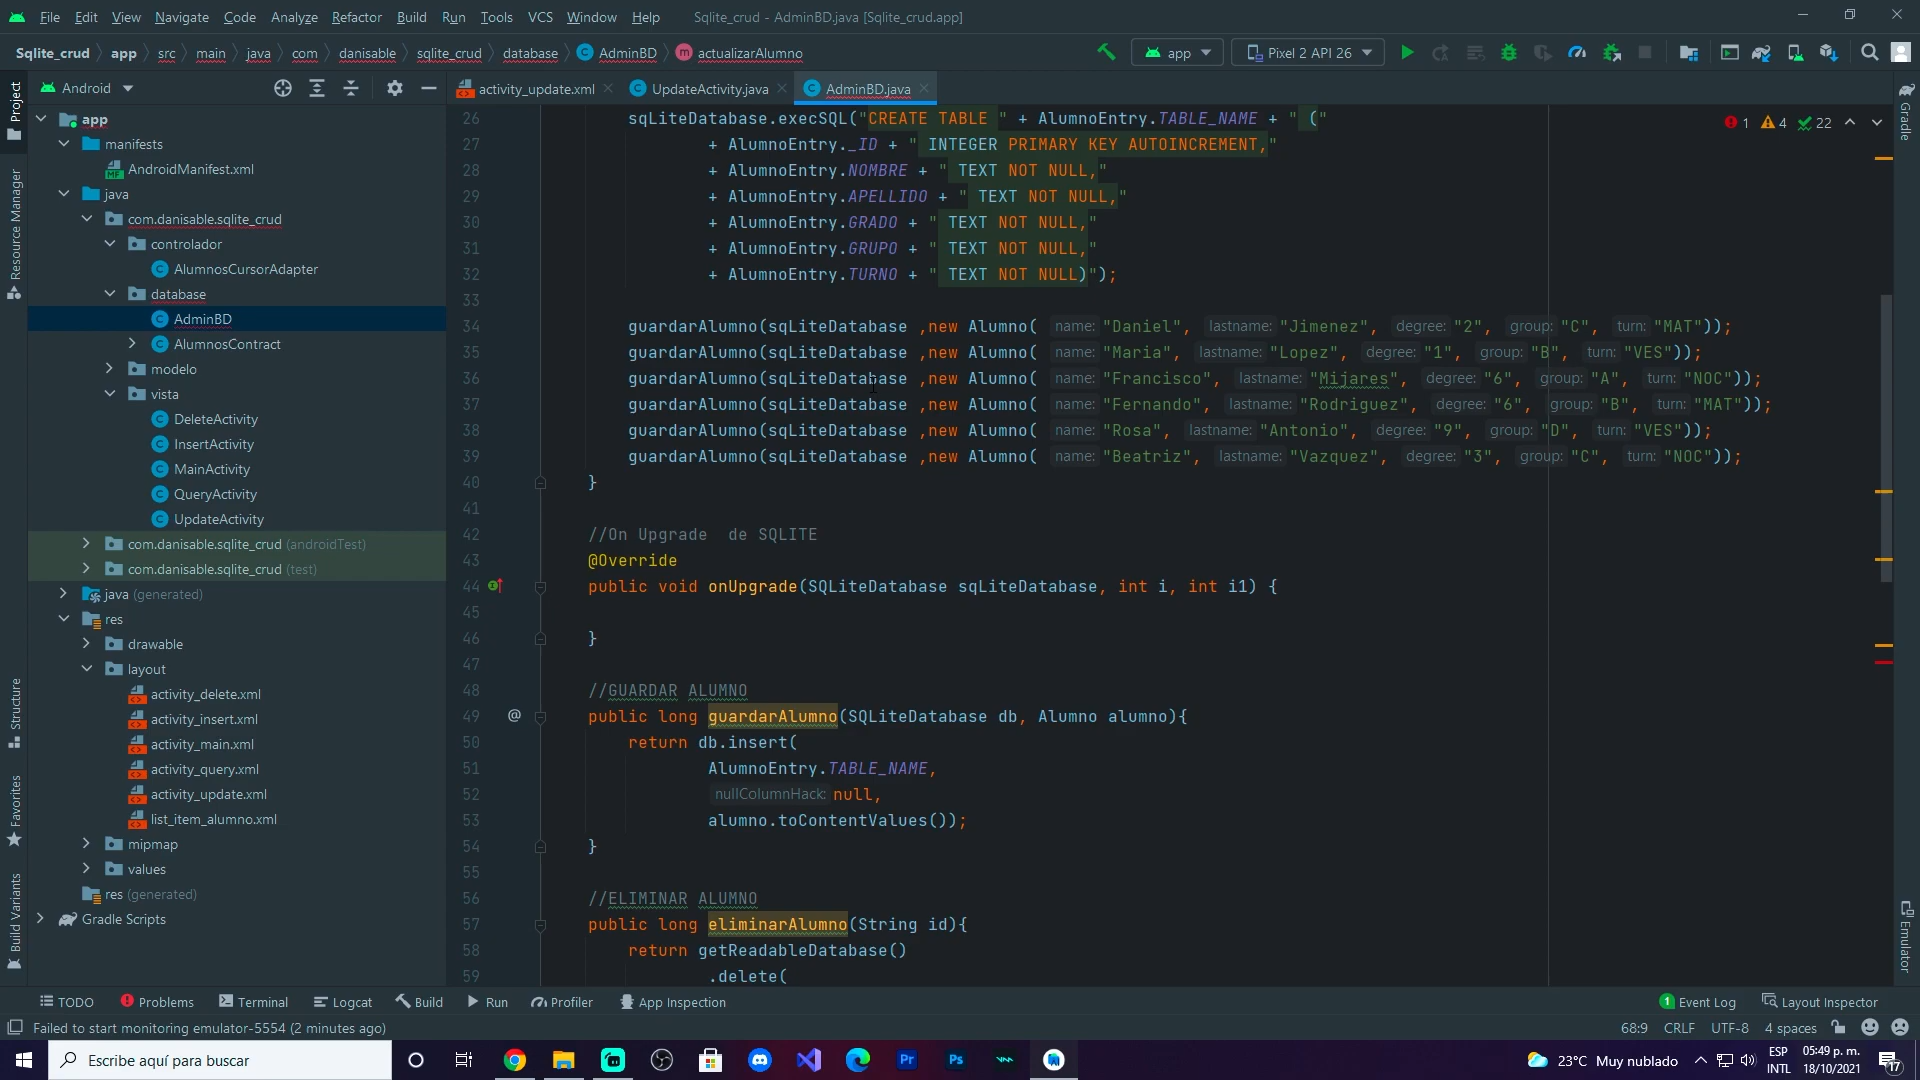 File Edit View Navigate Code Analyze Refactor Build Run Tools VCS Window Help Sqlite_crud - AdminBD.java [Sqlite_crud.app]
Sqlite_crud app src main java com danisable sqlite_crud database AdminBD actualizarAlumno app Pixel 2 API 26
Android activity_update.xml UpdateActivity.java AdminBD.java
Project
Resource Manager
Structure
Favorites
Build Variants
app
manifests
AndroidManifest.xml
java
com.danisable.sqlite_crud
controlador
AlumnosCursorAdapter
database
AdminBD
AlumnosContract
modelo
vista
DeleteActivity
InsertActivity
MainActivity
QueryActivity
UpdateActivity
com.danisable.sqlite_crud (androidTest)
com.danisable.sqlite_crud (test)
java (generated)
res
drawable
layout
activity_delete.xml
activity_insert.xml
activity_main.xml
activity_query.xml
activity_update.xml
list_item_alumno.xml
mipmap
values
res (generated)
Gradle Scripts
1 4 22
26 sqLiteDatabase.execSQL("CREATE TABLE " + AlumnoEntry.TABLE_NAME + " ("
27 + AlumnoEntry._ID + " INTEGER PRIMARY KEY AUTOINCREMENT,"
28 + AlumnoEntry.NOMBRE + " TEXT NOT NULL,"
29 + AlumnoEntry.APELLIDO + " TEXT NOT NULL,"
30 + AlumnoEntry.GRADO + " TEXT NOT NULL,"
31 + AlumnoEntry.GRUPO + " TEXT NOT NULL,"
32 + AlumnoEntry.TURNO + " TEXT NOT NULL)");
33
34 guardarAlumno(sqLiteDatabase ,new Alumno( name: "Daniel", lastname: "Jimenez", degree: "2", group: "C", turn: "MAT"));
35 guardarAlumno(sqLiteDatabase ,new Alumno( name: "Maria", lastname: "Lopez", degree: "1", group: "B", turn: "VES"));
36 guardarAlumno(sqLiteDatabase ,new Alumno( name: "Francisco", lastname: "Mijares", degree: "6", group: "A", turn: "NOC"));
37 guardarAlumno(sqLiteDatabase ,new Alumno( name: "Fernando", lastname: "Rodriguez", degree: "6", group: "B", turn: "MAT"));
38 guardarAlumno(sqLiteDatabase ,new Alumno( name: "Rosa", lastname: "Antonio", degree: "9", group: "D", turn: "VES"));
39 guardarAlumno(sqLiteDatabase ,new Alumno( name: "Beatriz", lastname: "Vazquez", degree: "3", group: "C", turn: "NOC"));
40 }
41
42 //On Upgrade  de SQLITE
43 @Override
44 public void onUpgrade(SQLiteDatabase sqLiteDatabase, int i, int i1) {
45
46 }
47
48 //GUARDAR ALUMNO
49 @ public long guardarAlumno(SQLiteDatabase db, Alumno alumno){
50 return db.insert(
51 AlumnoEntry.TABLE_NAME,
52 nullColumnHack: null,
53 alumno.toContentValues());
54 }
55
56 //ELIMINAR ALUMNO
57 public long eliminarAlumno(String id){
58 return getReadableDatabase()
59 .delete(
Gradle
Emulator
TODO Problems Terminal Logcat Build Run Profiler App Inspection 1 Event Log Layout Inspector
Failed to start monitoring emulator-5554 (2 minutes ago) 68:9 CRLF UTF-8 4 spaces
Escribe aquí para buscar Pr Ps 23°C Muy nublado ESP INTL 05:49 p. m. 18/10/2021 17